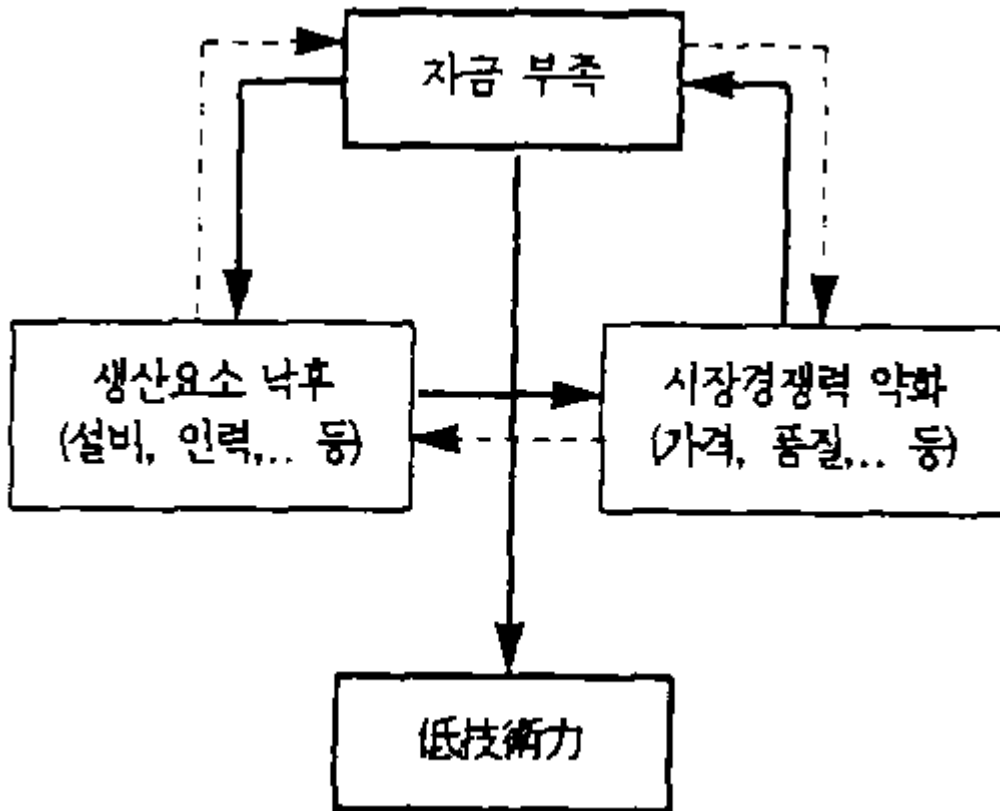 자금 부족
생산요소 낙후
(설비, 인력,.. 등)
시장경쟁력 약화
(가격, 품질,.. 등)
低技術力